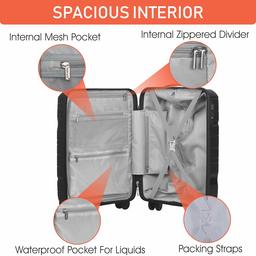 SPACIOUS INTERIOR
Internal Mesh Pocket
Internal Zippered Divider
Waterproof Pocket For Liquids
Packing Straps